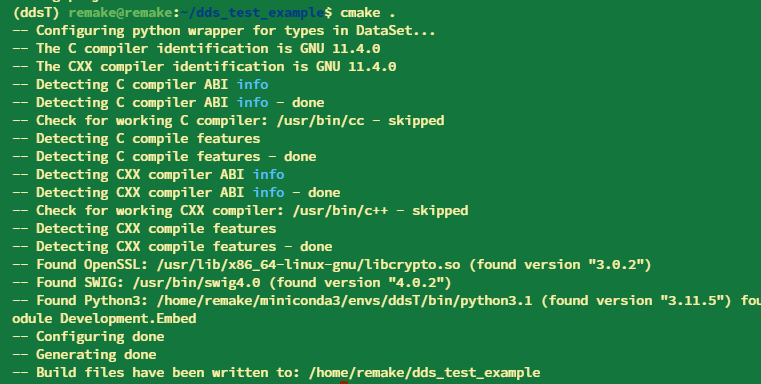 (ddsT) remake@remake:~/dds_test_example$ cmake .
-- Configuring python wrapper for types in DataSet...
-- The C compiler identification is GNU 11.4.0
-- The CXX compiler identification is GNU 11.4.0
-- Detecting C compiler ABI info
-- Detecting C compiler ABI info - done
-- Check for working C compiler: /usr/bin/cc - skipped
-- Detecting C compile features
-- Detecting C compile features - done
-- Detecting CXX compiler ABI info
-- Detecting CXX compiler ABI info - done
-- Check for working CXX compiler: /usr/bin/c++ - skipped
-- Detecting CXX compile features
-- Detecting CXX compile features - done
-- Found OpenSSL: /usr/lib/x86_64-linux-gnu/libcrypto.so (found version "3.0.2")
-- Found SWIG: /usr/bin/swig4.0 (found version "4.0.2")
-- Found Python3: /home/remake/miniconda3/envs/ddsT/bin/python3.1 (found version "3.11.5") fou
odule Development.Embed
-- Configuring done
-- Generating done
-- Build files have been written to: /home/remake/dds_test_example